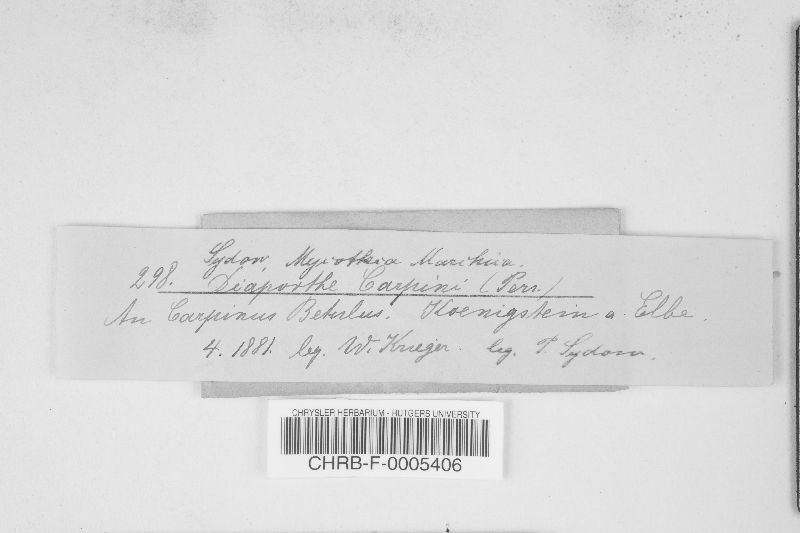 Sydow, Mycotheca Marchica.
298. Diaporthe Carpini (Pers.)
An Carpinus Betulus. Koenigstein a. Elbe.
4. 1881. leg. W. Krieger. leg. P. Sydow.
CHRYSLER HERBARIUM - RUTGERS UNIVERSITY
CHRB-F-0005406